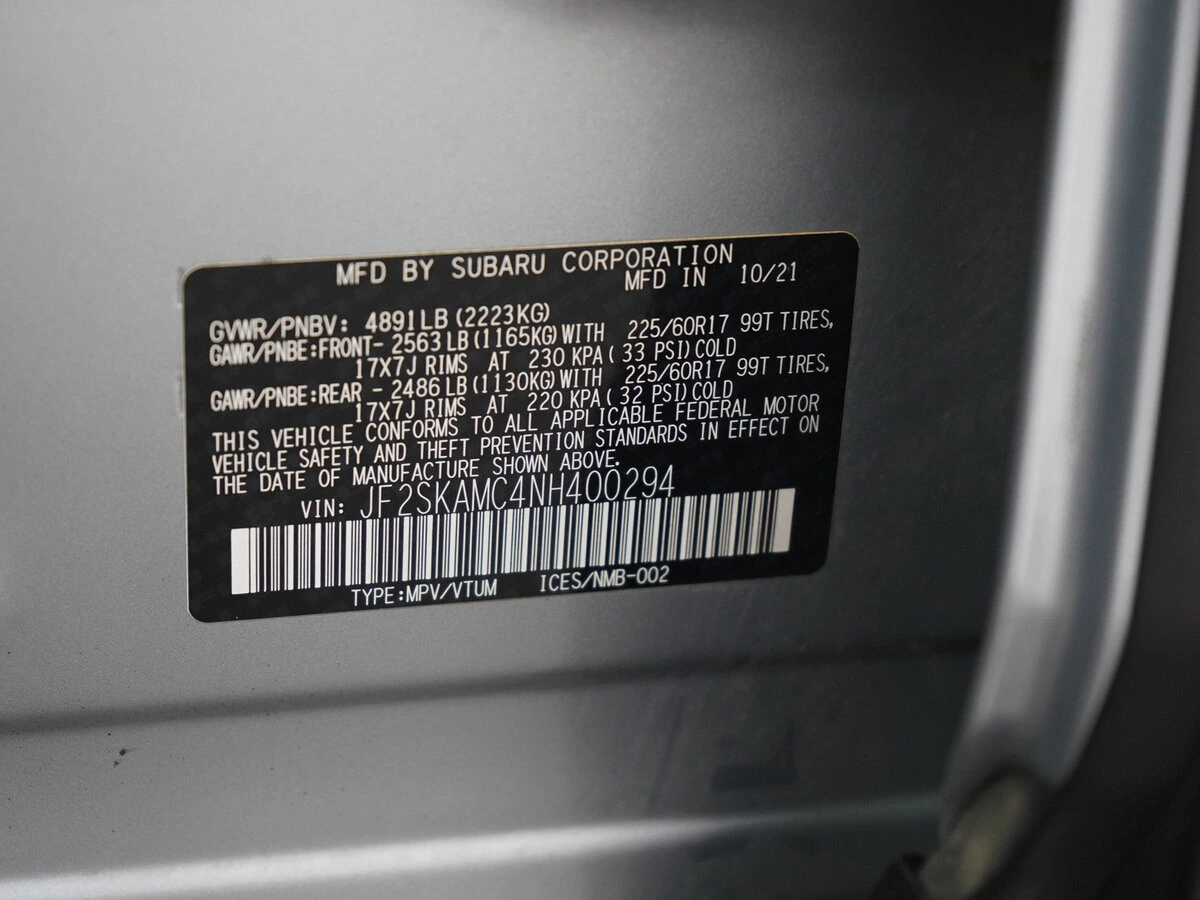 MFD BY SUBARU CORPORATION
MFD IN 10/21
GVWR/PNBV: 4891LB (2223KG)
GAWR/PNBE:FRONT- 2563LB (1165KG) WITH 225/60R17 99T TIRES,
17X7J RIMS AT 230 KPA ( 33 PSI) COLD
GAWR/PNBE:REAR - 2486LB (1130KG) WITH 225/60R17 99T TIRES,
17X7J RIMS AT 220 KPA ( 32 PSI) COLD
THIS VEHICLE CONFORMS TO ALL APPLICABLE FEDERAL MOTOR
VEHICLE SAFETY AND THEFT PREVENTION STANDARDS IN EFFECT ON
THE DATE OF MANUFACTURE SHOWN ABOVE.
VIN: JF2SKAMC4NH400294
TYPE:MPV/VTUM ICES/NMB-002